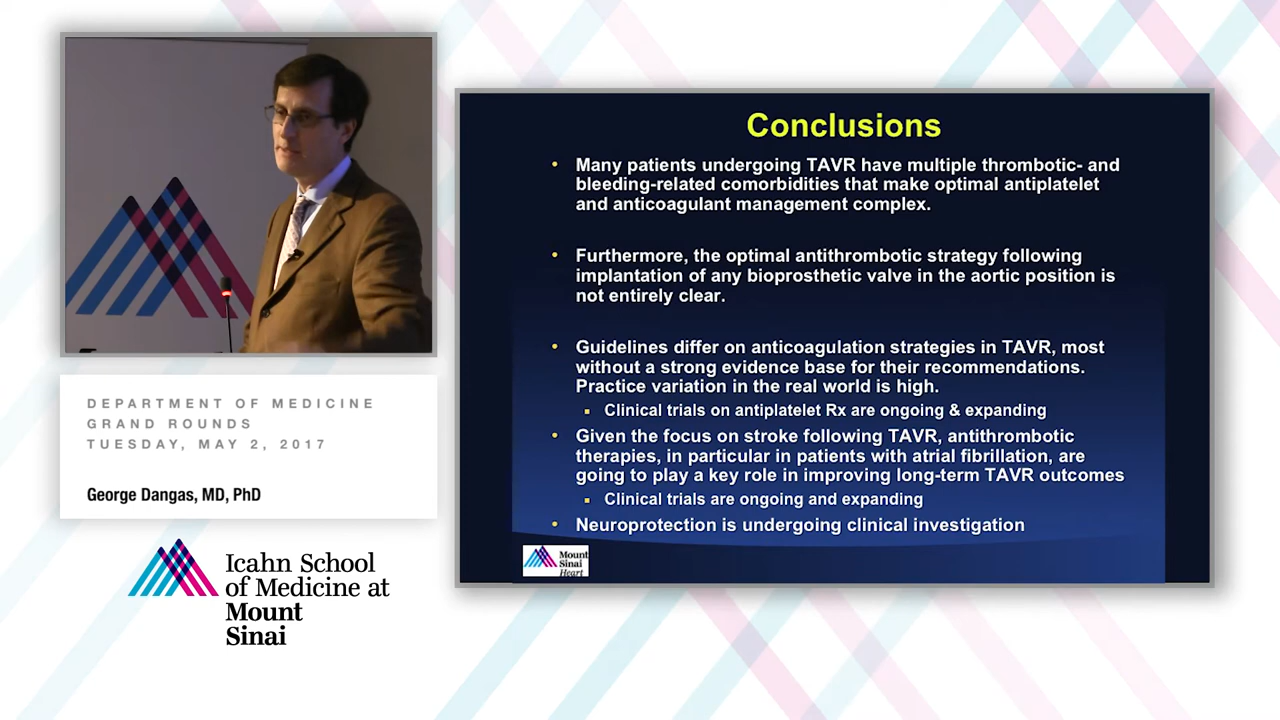 Conclusions
• Many patients undergoing TAVR have multiple thrombotic- and
bleeding-related comorbidities that make optimal antiplatelet
and anticoagulant management complex.
• Furthermore, the optimal antithrombotic strategy following
implantation of any bioprosthetic valve in the aortic position is
not entirely clear.
• Guidelines differ on anticoagulation strategies in TAVR, most
without a strong evidence base for their recommendations.
Practice variation in the real world is high.
▪ Clinical trials on antiplatelet Rx are ongoing & expanding
• Given the focus on stroke following TAVR, antithrombotic
therapies, in particular in patients with atrial fibrillation, are
going to play a key role in improving long-term TAVR outcomes
▪ Clinical trials are ongoing and expanding
• Neuroprotection is undergoing clinical investigation
Mount
Sinai
Heart
DEPARTMENT OF MEDICINE
GRAND ROUNDS
TUESDAY, MAY 2, 2017
George Dangas, MD, PhD
Icahn School
of Medicine at
Mount
Sinai